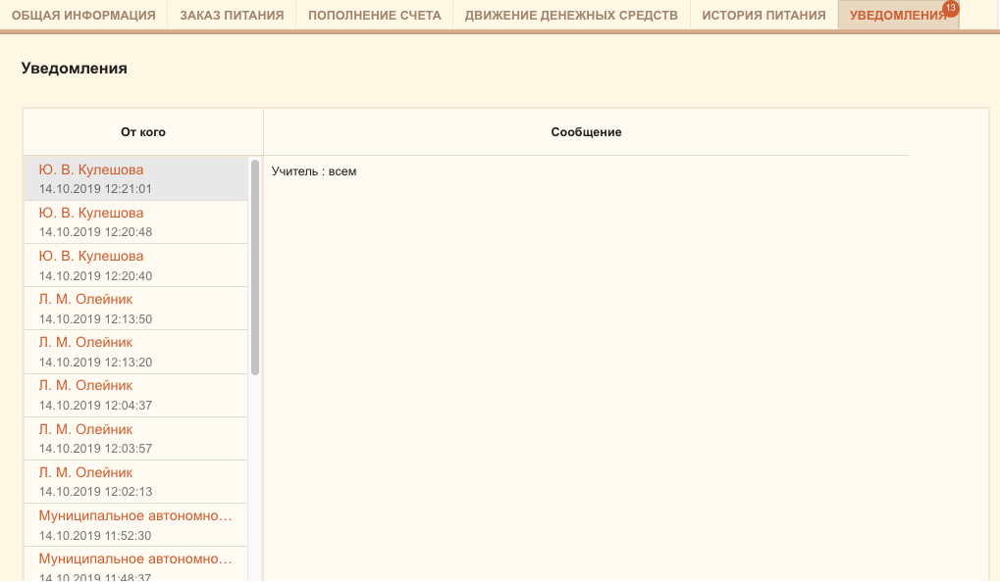 ОБЩАЯ ИНФОРМАЦИЯ ЗАКАЗ ПИТАНИЯ ПОПОЛНЕНИЕ СЧЕТА ДВИЖЕНИЕ ДЕНЕЖНЫХ СРЕДСТВ ИСТОРИЯ ПИТАНИЯ УВЕДОМЛЕНИЯ 13
Уведомления
От кого Сообщение
Ю. В. Кулешова
14.10.2019 12:21:01
Учитель : всем
Ю. В. Кулешова
14.10.2019 12:20:48
Ю. В. Кулешова
14.10.2019 12:20:40
Л. М. Олейник
14.10.2019 12:13:50
Л. М. Олейник
14.10.2019 12:13:20
Л. М. Олейник
14.10.2019 12:04:37
Л. М. Олейник
14.10.2019 12:03:57
Л. М. Олейник
14.10.2019 12:02:13
Муниципальное автономно…
14.10.2019 11:52:30
Муниципальное автономно…
14.10.2019 11:48:37